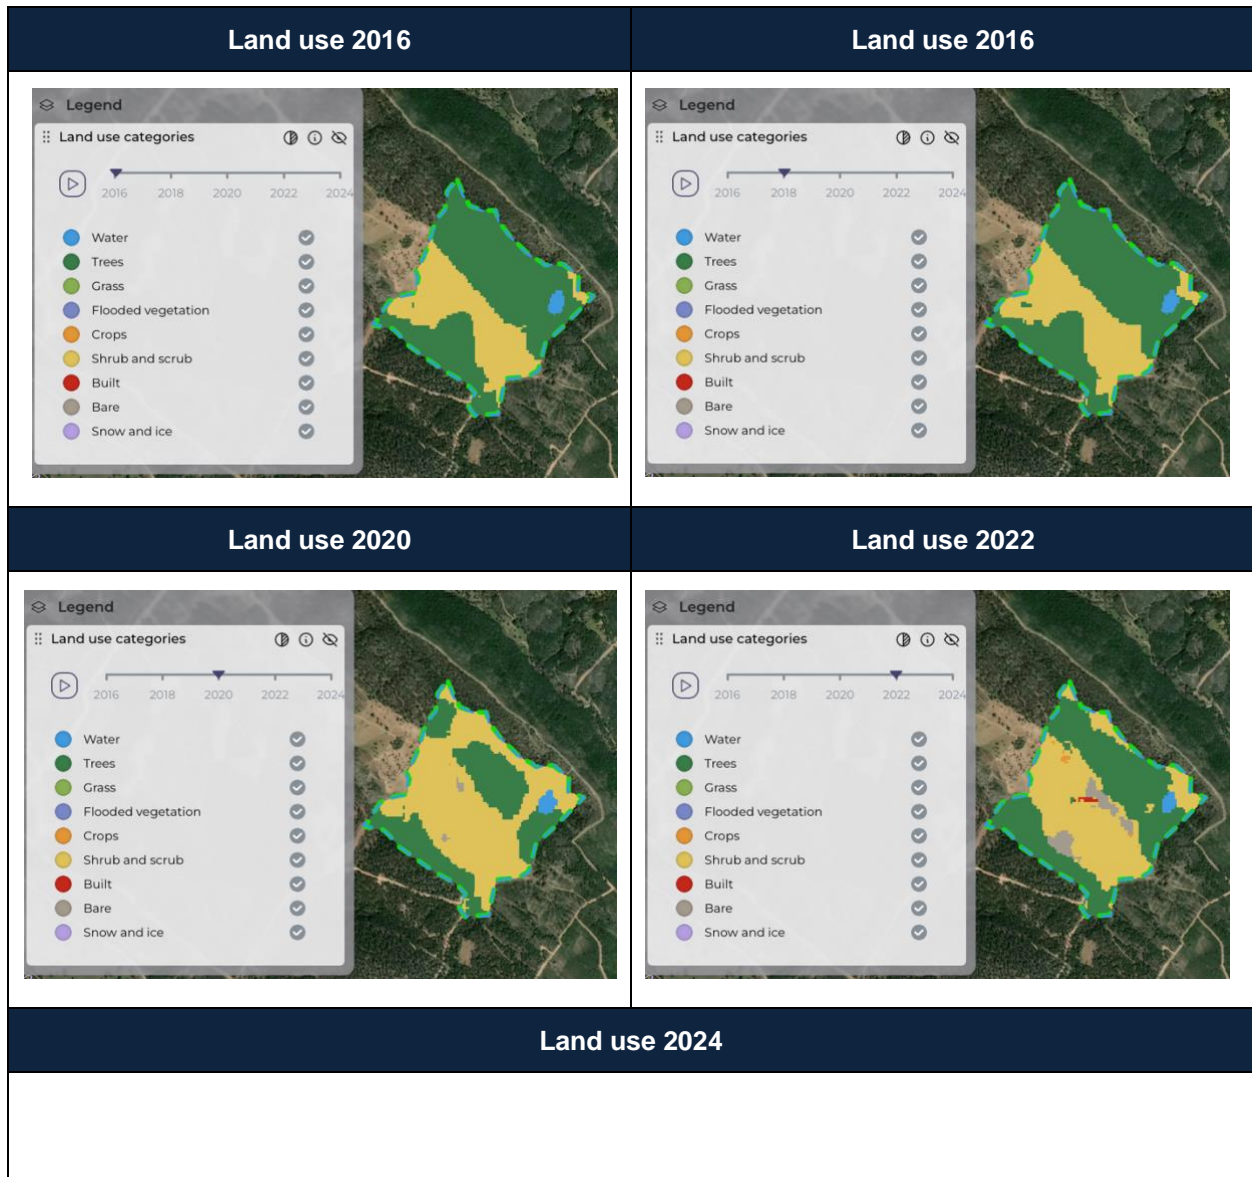 Land use 2016
Land use 2016
Legend
Land use categories
2016 2018 2020 2022 2024
Water
Trees
Grass
Flooded vegetation
Crops
Shrub and scrub
Built
Bare
Snow and ice
Legend
Land use categories
2016 2018 2020 2022 2024
Water
Trees
Grass
Flooded vegetation
Crops
Shrub and scrub
Built
Bare
Snow and ice
Land use 2020
Land use 2022
Legend
Land use categories
2016 2018 2020 2022 2024
Water
Trees
Grass
Flooded vegetation
Crops
Shrub and scrub
Built
Bare
Snow and ice
Legend
Land use categories
2016 2018 2020 2022 2024
Water
Trees
Grass
Flooded vegetation
Crops
Shrub and scrub
Built
Bare
Snow and ice
Land use 2024